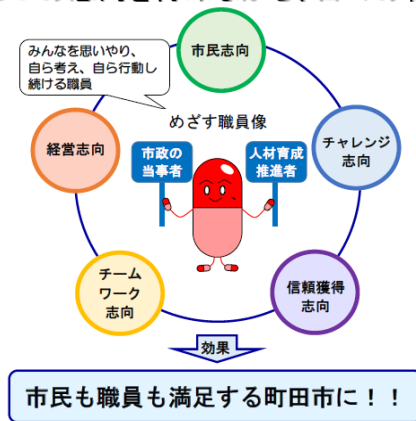 市民志向
みんなを思いやり、
自ら考え、自ら行動し
続ける職員
めざす職員像
経営志向
市政の
当事者
人材育成
推進者
チャレンジ
志向
チーム
ワーク
志向
信頼獲得
志向
効果
市民も職員も満足する町田市に！！